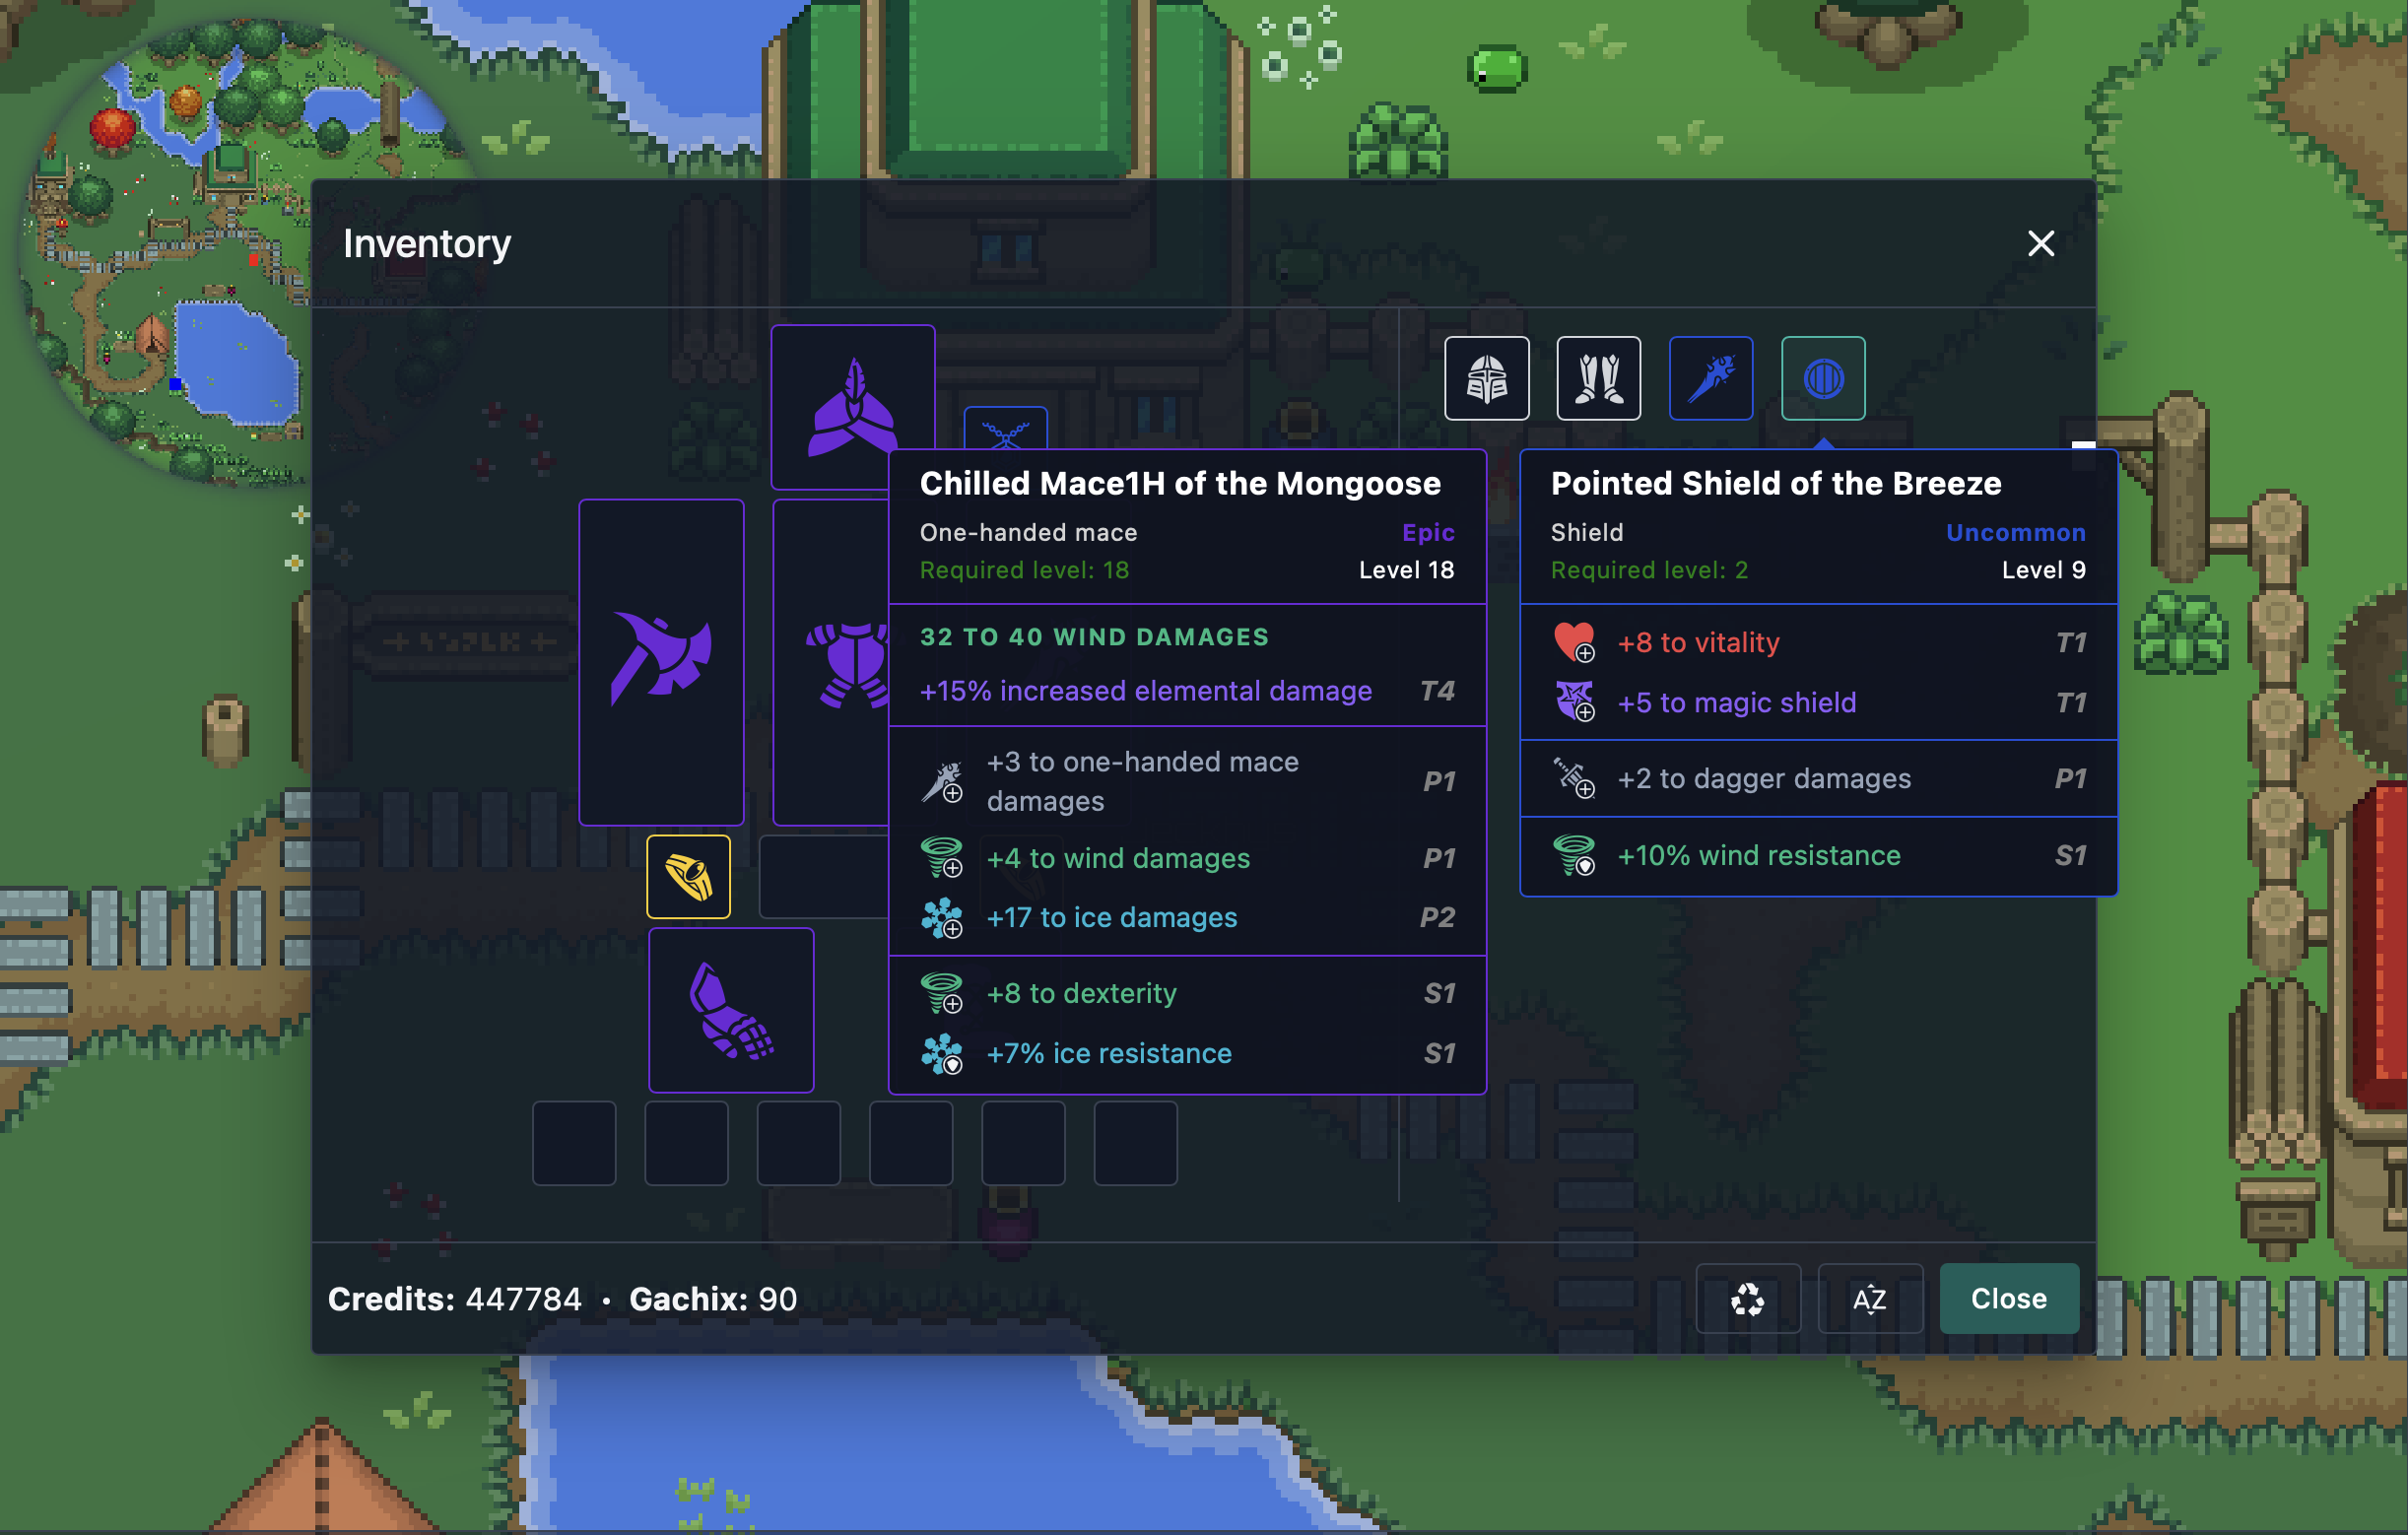 Inventory
Chilled Mace1H of the Mongoose
One-handed mace
Epic
Required level: 18
Level 18
32 TO 40 WIND DAMAGES
+15% increased elemental damage
T4
+3 to one-handed mace
damages
P1
+4 to wind damages
P1
+17 to ice damages
P2
+8 to dexterity
S1
+7% ice resistance
S1
Pointed Shield of the Breeze
Shield
Uncommon
Required level: 2
Level 9
+8 to vitality
T1
+5 to magic shield
T1
+2 to dagger damages
P1
+10% wind resistance
S1
Credits: 447784 • Gachix: 90
AZ
Close